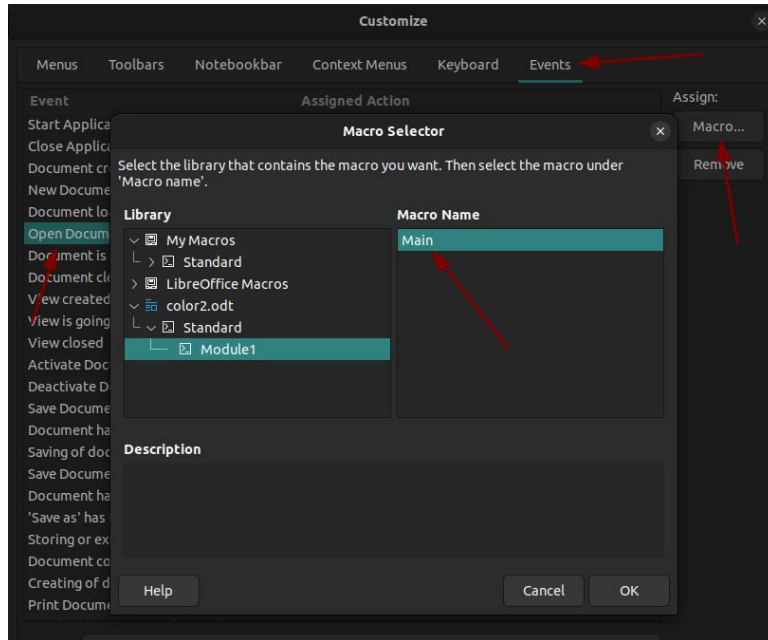 Customize
Menus Toolbars Notebookbar Context Menus Keyboard Events
Event Assigned Action
Assign:
Start Applica
Macro...
Close Applica
Remove
Document cr
New Docume
Document lo
Open Docum
Document is
Document clo
View created
View is going
View closed
Activate Doc
Deactivate D
Save Docume
Document ha
Saving of doc
Save Docume
Document ha
'Save as' has
Storing or ex
Document co
Creating of d
Print Docume
Macro Selector
Select the library that contains the macro you want. Then select the macro under
'Macro name'.
Library Macro Name
My Macros Main
Standard
LibreOffice Macros
color2.odt
Standard
Module1
Description
Help Cancel OK